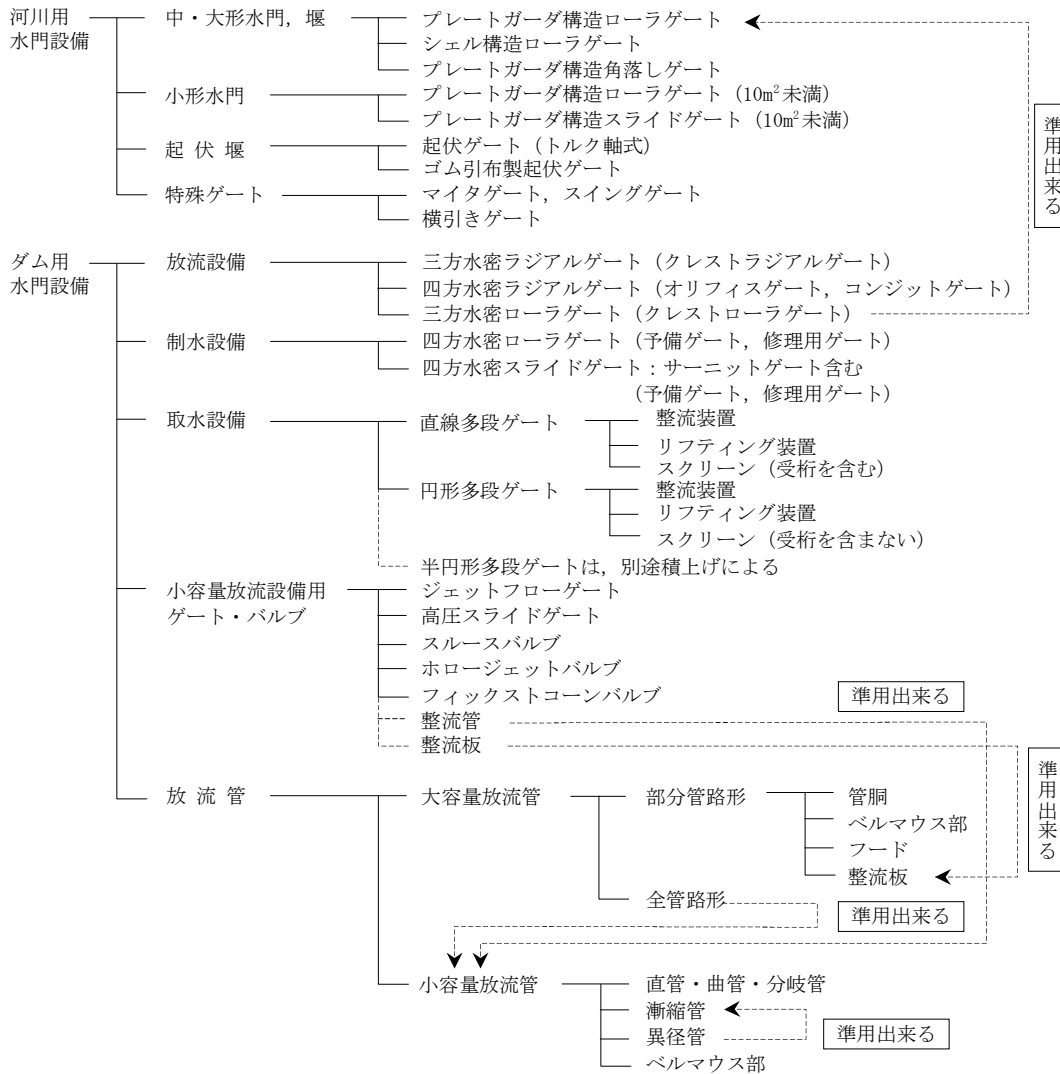 河川用
水門設備
中・大形水門，堰
プレートガーダ構造ローラゲート
シェル構造ローラゲート
プレートガーダ構造角落しゲート
小形水門
プレートガーダ構造ローラゲート（10m²未満）
プレートガーダ構造スライドゲート（10m²未満）
起 伏 堰
起伏ゲート（トルク軸式）
ゴム引布製起伏ゲート
特殊ゲート
マイタゲート，スイングゲート
横引きゲート
準用出来る
ダム用
水門設備
放流設備
三方水密ラジアルゲート（クレストラジアルゲート）
四方水密ラジアルゲート（オリフィスゲート，コンジットゲート）
三方水密ローラゲート（クレストローラゲート）
制水設備
四方水密ローラゲート（予備ゲート，修理用ゲート）
四方水密スライドゲート：サーニットゲート含む
（予備ゲート，修理用ゲート）
取水設備
直線多段ゲート
整流装置
リフティング装置
スクリーン（受桁を含む）
円形多段ゲート
整流装置
リフティング装置
スクリーン（受桁を含まない）
半円形多段ゲートは，別途積上げによる
小容量放流設備用
ゲート・バルブ
ジェットフローゲート
高圧スライドゲート
スルースバルブ
ホロージェットバルブ
フィックストコーンバルブ
整流管
整流板
準用出来る
準用出来る
放 流 管
大容量放流管
部分管路形
管胴
ベルマウス部
フード
整流板
全管路形
準用出来る
小容量放流管
直管・曲管・分岐管
漸縮管
異径管
ベルマウス部
準用出来る